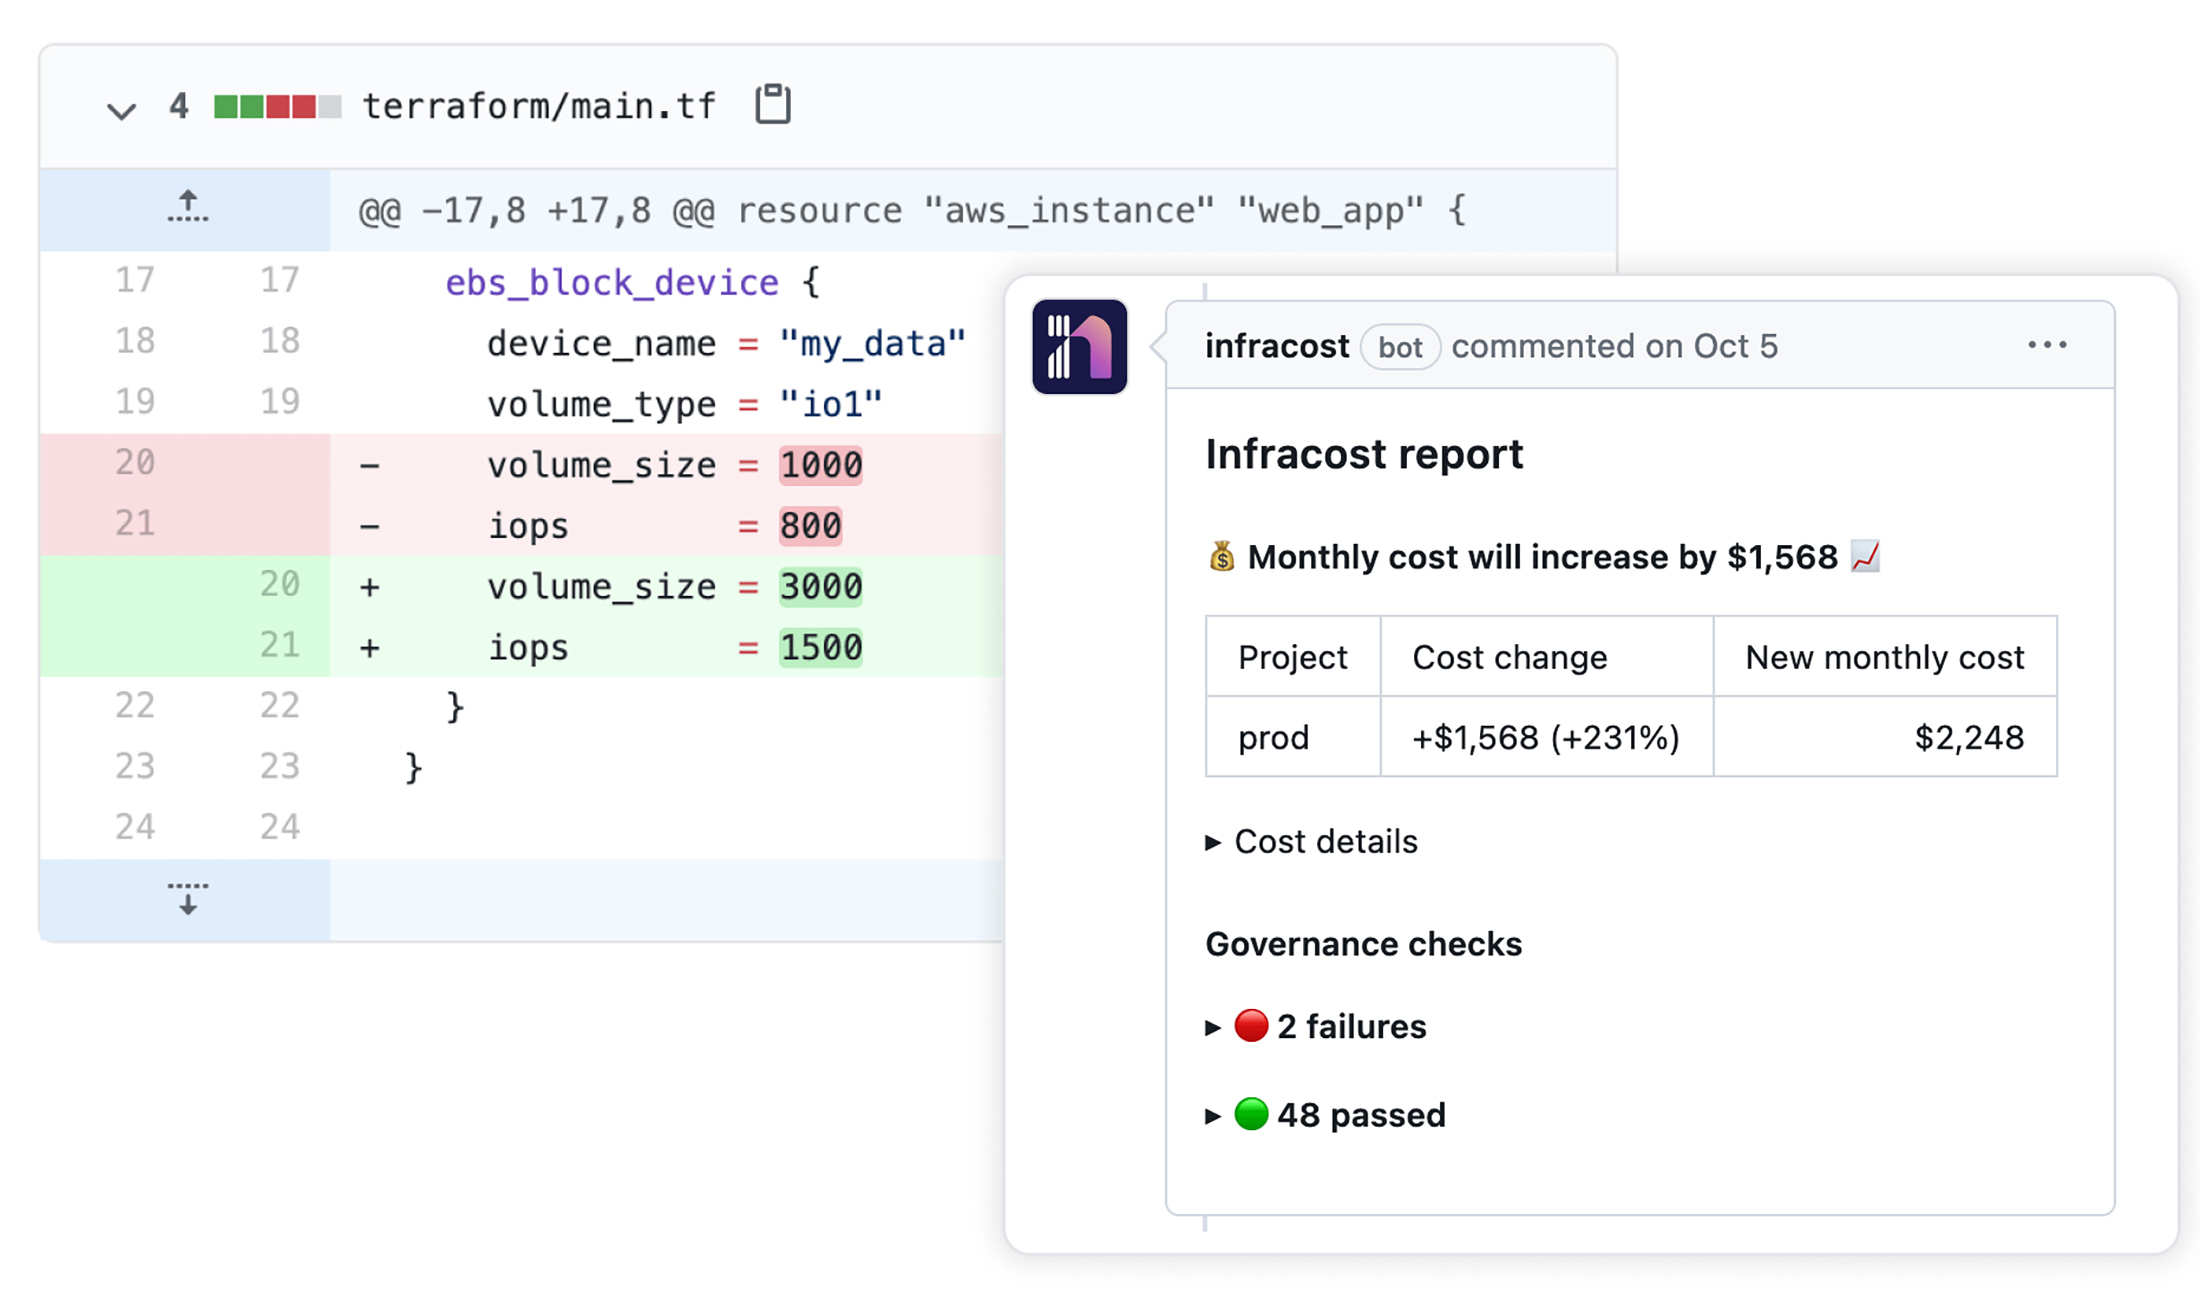 4 terraform/main.tf
@@ −17,8 +17,8 @@ resource "aws_instance" "web_app" {
17 17 ebs_block_device {
18 18 device_name = "my_data"
19 19 volume_type = "io1"
20 − volume_size = 1000
21 − iops = 800
20 + volume_size = 3000
21 + iops = 1500
22 22 }
23 23 }
24 24
infracost bot commented on Oct 5
Infracost report
💰 Monthly cost will increase by $1,568 📈
Project Cost change New monthly cost
prod +$1,568 (+231%) $2,248
▸ Cost details
Governance checks
▸ 🔴 2 failures
▸ 🟢 48 passed